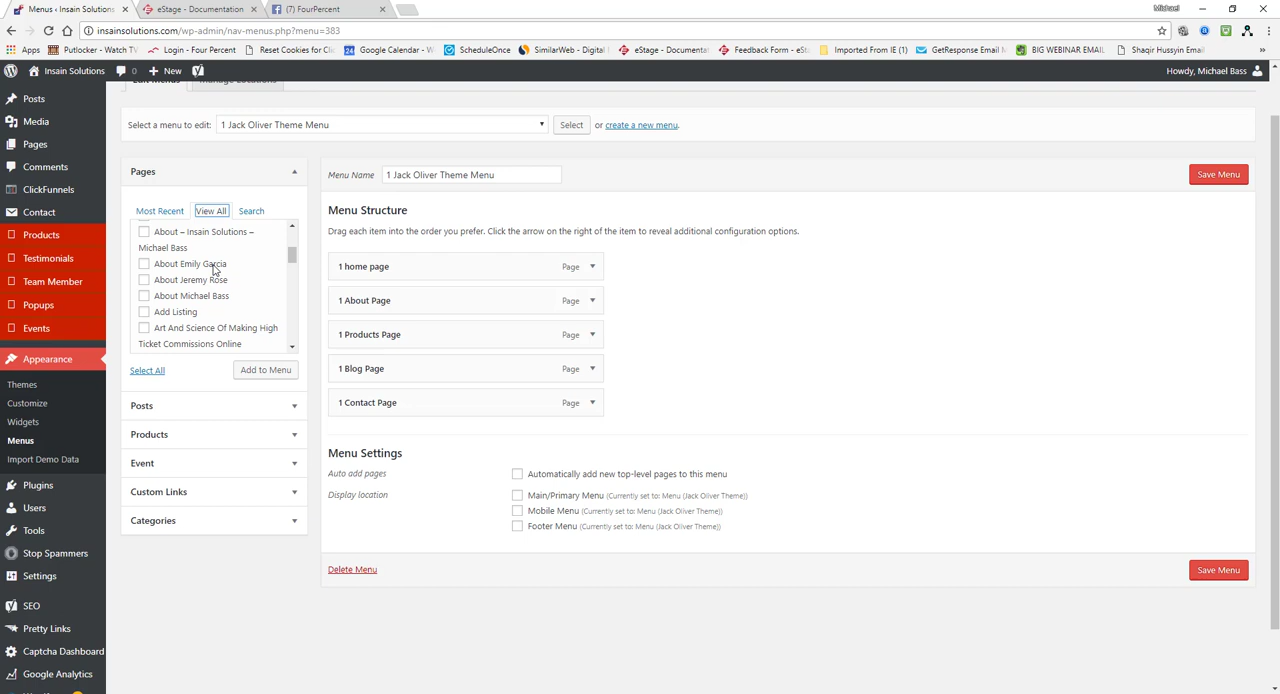 Menus ‹ Insain Solutions
eStage - Documentation
(7) FourPercent
Michael
insainsolutions.com/wp-admin/nav-menus.php?menu=383
Apps
Putlocker - Watch TV
Login - Four Percent
Reset Cookies for Cli
Google Calendar - W
ScheduleOnce
SimilarWeb - Digital
eStage - Documentat
Feedback Form - eSt
Imported From IE (1)
GetResponse Email M
BIG WEBINAR EMAIL
Shaqir Hussyin Emai
»
Insain Solutions
0
New
Howdy, Michael Bass
Posts
Media
Pages
Comments
ClickFunnels
Contact
Products
Testimonials
Team Member
Popups
Events
Appearance
Themes
Customize
Widgets
Menus
Import Demo Data
Plugins
Users
Tools
Stop Spammers
Settings
SEO
Pretty Links
Captcha Dashboard
Google Analytics
Edit Menus
Manage Locations
Select a menu to edit:
1 Jack Oliver Theme Menu
Select
or create a new menu.
Pages
Most Recent
View All
Search
About – Insain Solutions –
Michael Bass
About Emily Garcia
About Jeremy Rose
About Michael Bass
Add Listing
Art And Science Of Making High
Ticket Commissions Online
Select All
Add to Menu
Posts
Products
Event
Custom Links
Categories
Menu Name
1 Jack Oliver Theme Menu
Save Menu
Menu Structure
Drag each item into the order you prefer. Click the arrow on the right of the item to reveal additional configuration options.
1 home page
Page
1 About Page
Page
1 Products Page
Page
1 Blog Page
Page
1 Contact Page
Page
Menu Settings
Auto add pages
Automatically add new top-level pages to this menu
Display location
Main/Primary Menu (Currently set to: Menu (Jack Oliver Theme))
Mobile Menu (Currently set to: Menu (Jack Oliver Theme))
Footer Menu (Currently set to: Menu (Jack Oliver Theme))
Delete Menu
Save Menu